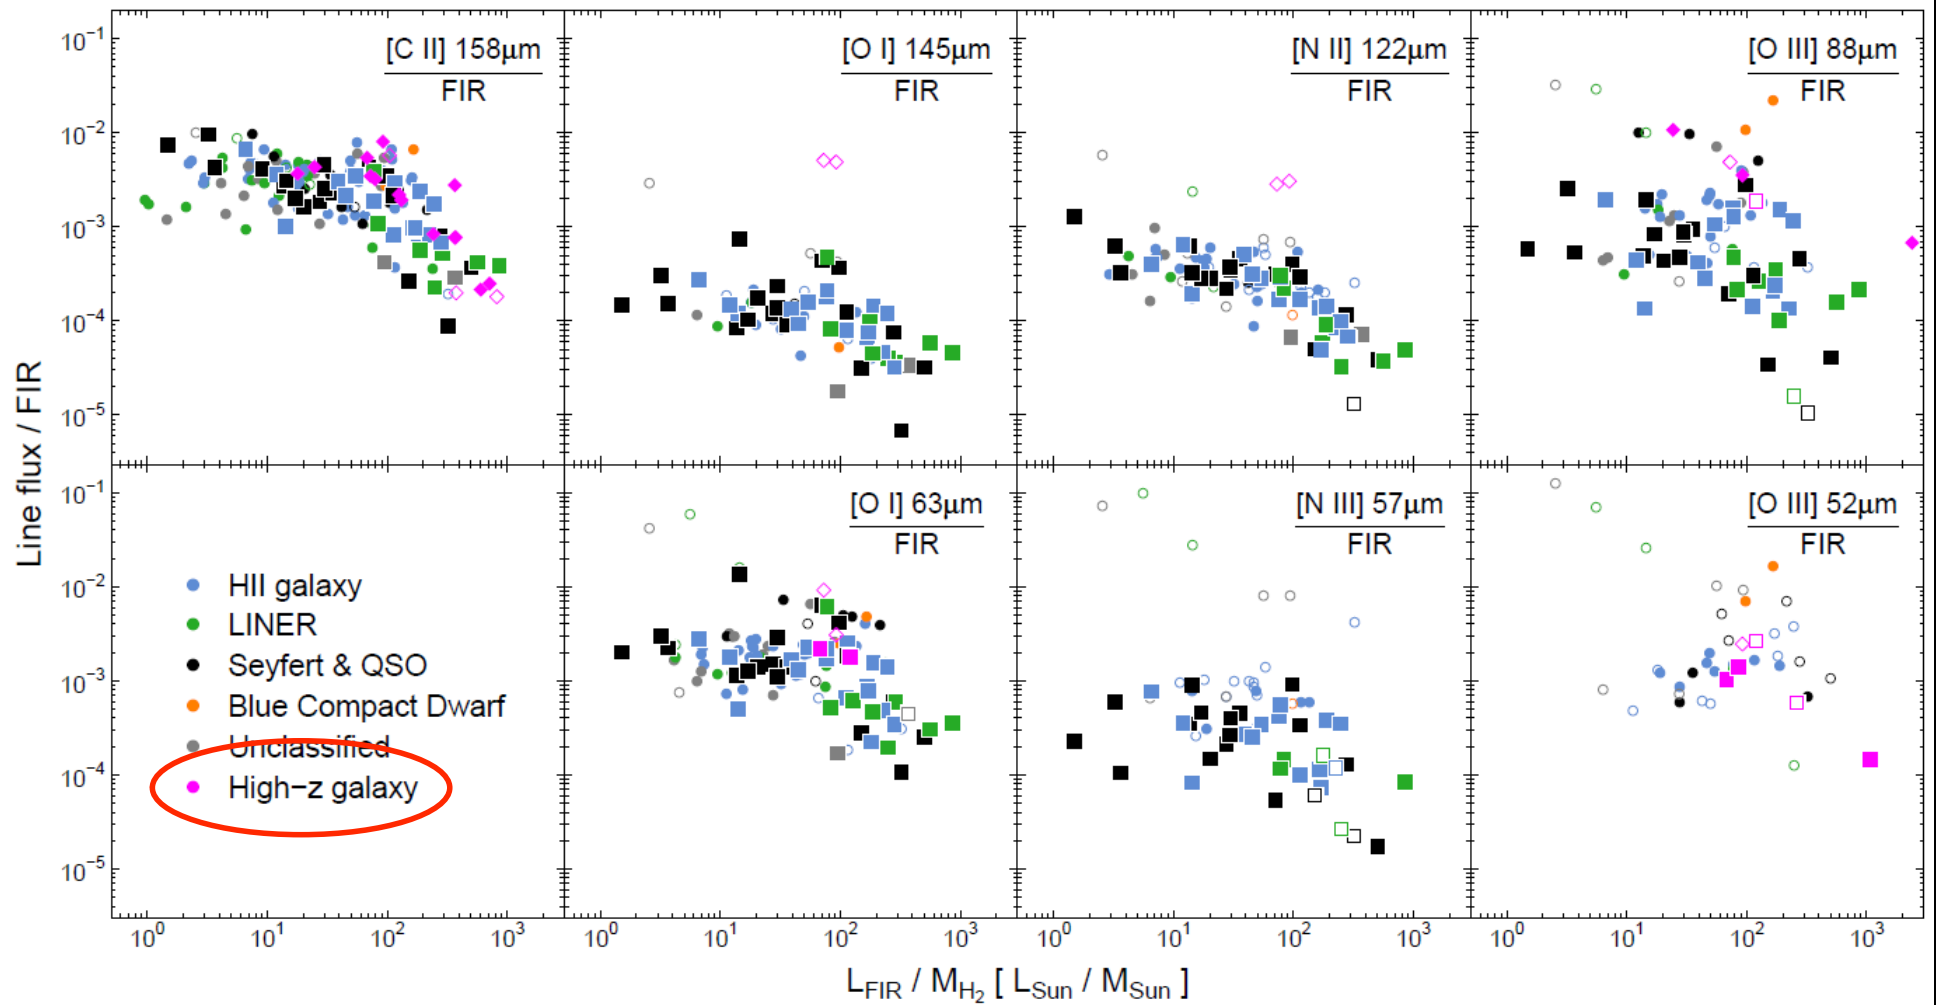 [C II] 158μm
FIR
[O I] 145μm
FIR
[N II] 122μm
FIR
[O III] 88μm
FIR
10⁻¹
10⁻²
10⁻³
10⁻⁴
10⁻⁵
Line flux / FIR
[O I] 63μm
FIR
[N III] 57μm
FIR
[O III] 52μm
FIR
10⁻¹
10⁻²
10⁻³
10⁻⁴
10⁻⁵
HII galaxy
LINER
Seyfert & QSO
Blue Compact Dwarf
Unclassified
High−z galaxy
10⁰ 10¹ 10² 10³
10⁰ 10¹ 10² 10³
10⁰ 10¹ 10² 10³
10⁰ 10¹ 10² 10³
L_FIR / M_H₂ [ L_Sun / M_Sun ]